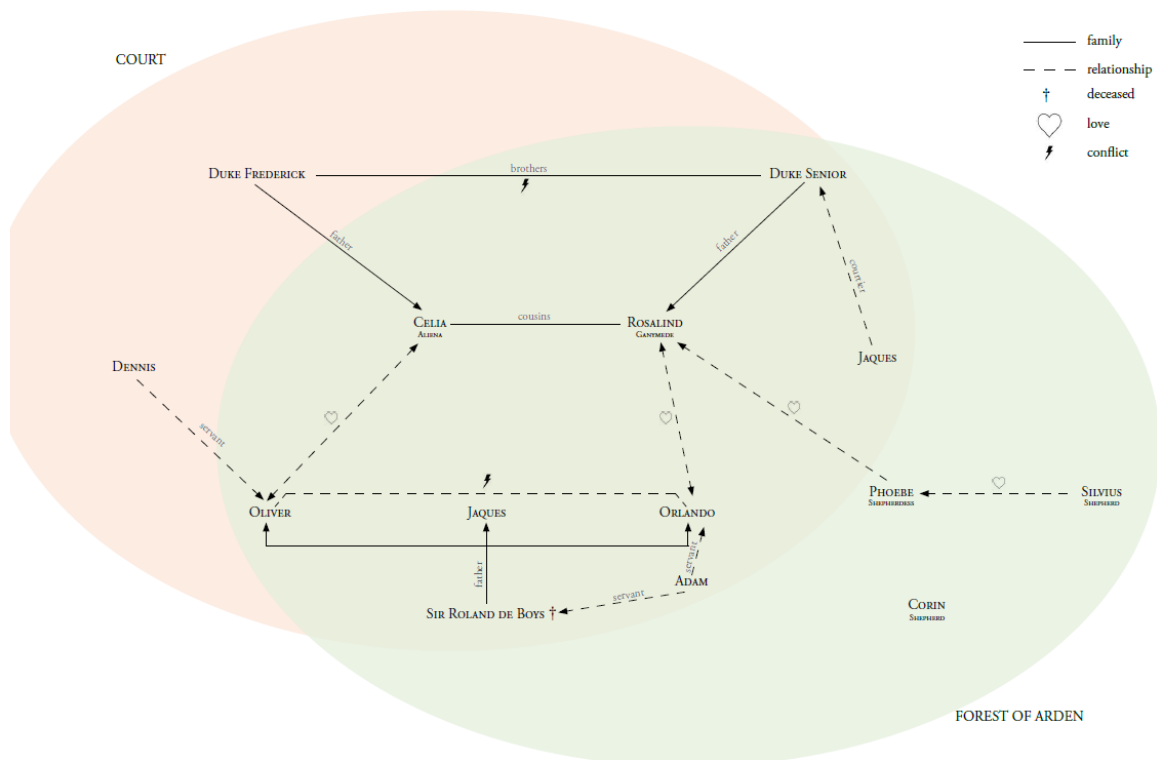 COURT
family
relationship
† deceased
love
conflict
DUKE FREDERICK
brothers
DUKE SENIOR
father
father
courtier
CELIA
ALIENA
cousins
ROSALIND
GANYMEDE
JAQUES
DENNIS
servant
OLIVER
JAQUES
ORLANDO
PHOEBE
SHEPHERDESS
SILVIUS
SHEPHERD
father
servant
ADAM
servant
SIR ROLAND DE BOYS †
CORIN
SHEPHERD
FOREST OF ARDEN